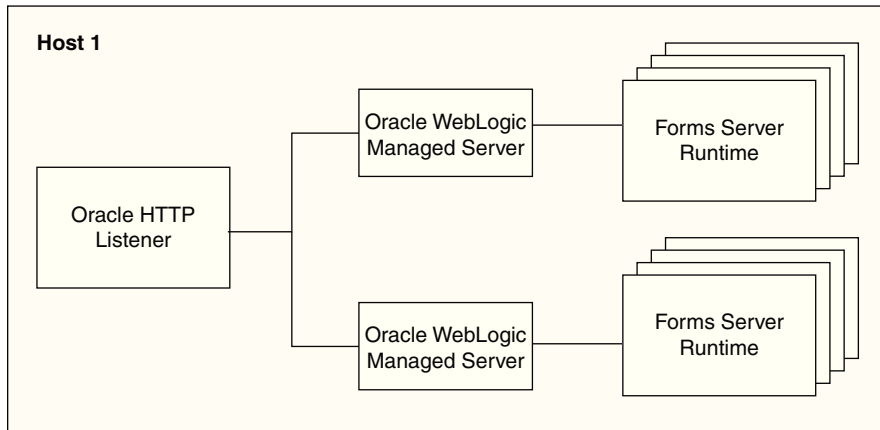 Host 1
Oracle HTTP
Listener
Oracle WebLogic
Managed Server
Forms Server
Runtime
Oracle WebLogic
Managed Server
Forms Server
Runtime